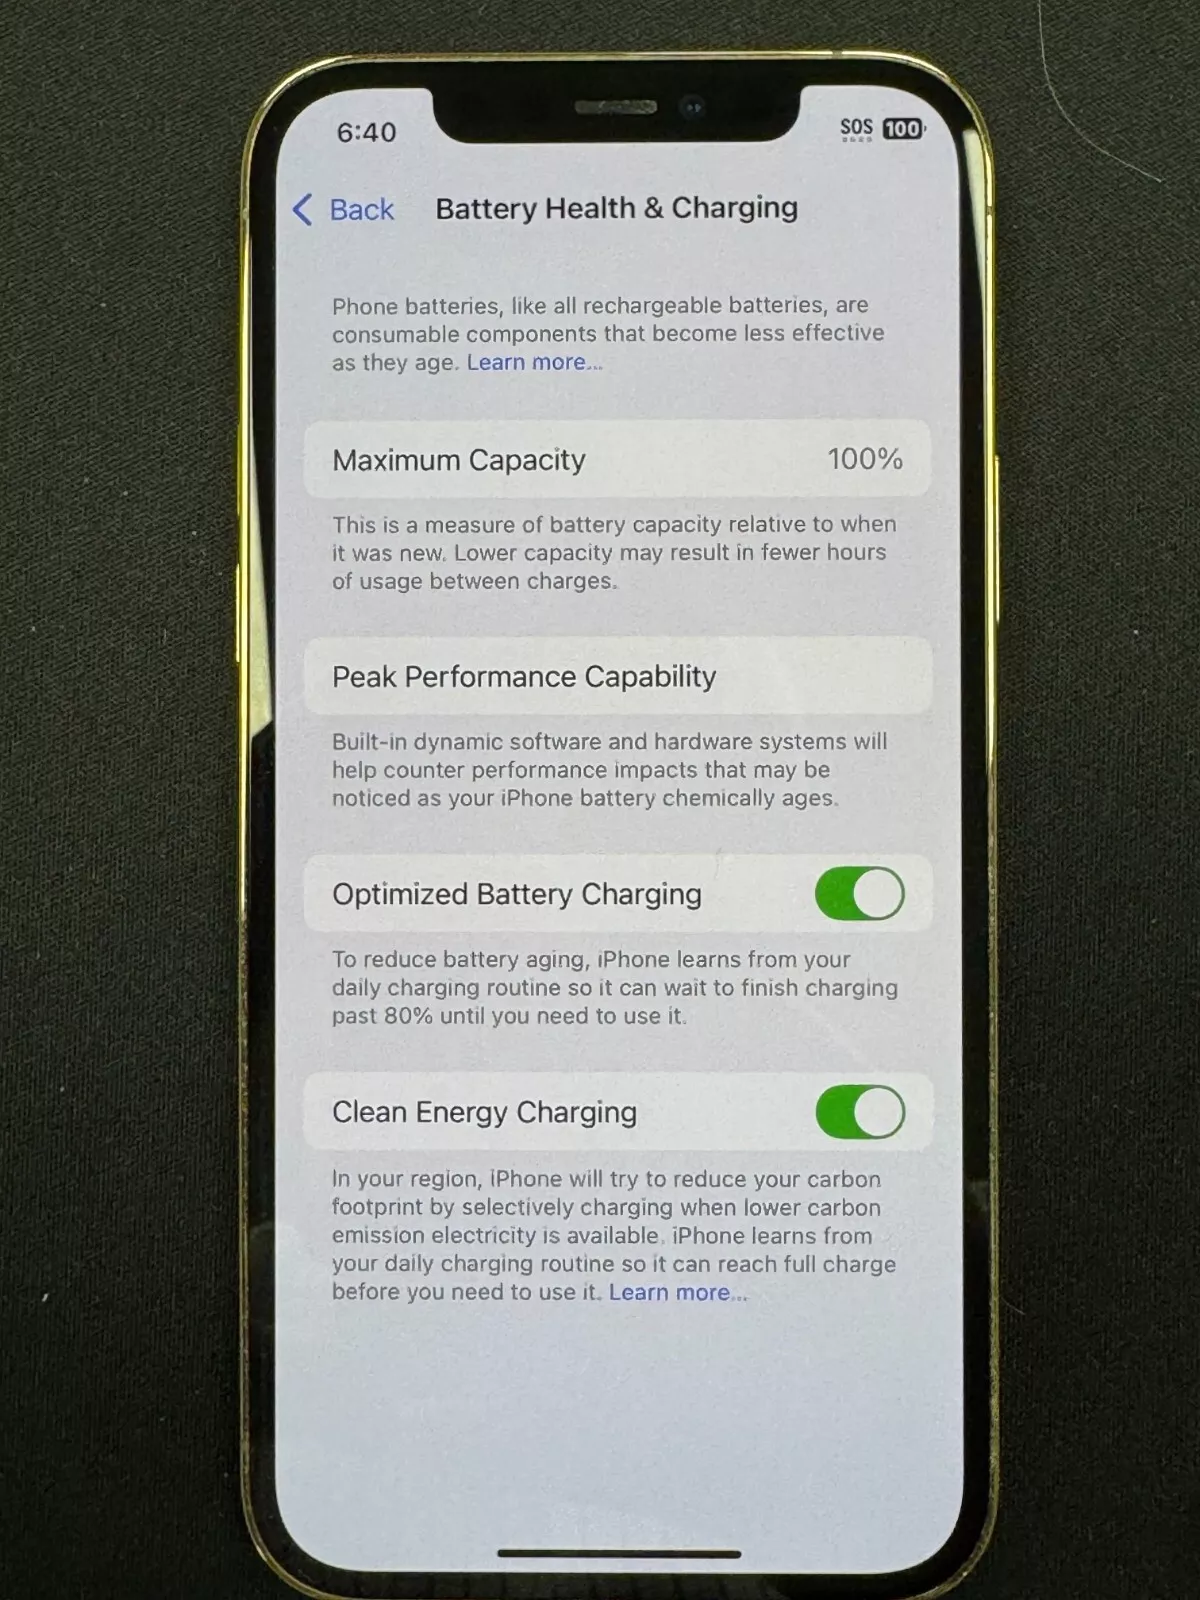 6:40
SOS 100
Back Battery Health & Charging
Phone batteries, like all rechargeable batteries, are
consumable components that become less effective
as they age. Learn more...
Maximum Capacity 100%
This is a measure of battery capacity relative to when
it was new. Lower capacity may result in fewer hours
of usage between charges.
Peak Performance Capability
Built-in dynamic software and hardware systems will
help counter performance impacts that may be
noticed as your iPhone battery chemically ages.
Optimized Battery Charging
To reduce battery aging, iPhone learns from your
daily charging routine so it can wait to finish charging
past 80% until you need to use it.
Clean Energy Charging
In your region, iPhone will try to reduce your carbon
footprint by selectively charging when lower carbon
emission electricity is available. iPhone learns from
your daily charging routine so it can reach full charge
before you need to use it. Learn more...